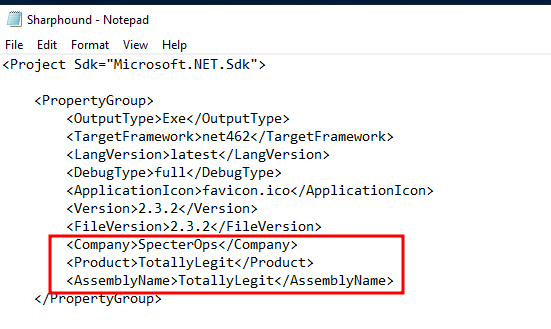 Sharphound - Notepad
File Edit Format View Help
<Project Sdk="Microsoft.NET.Sdk">
<PropertyGroup>
<OutputType>Exe</OutputType>
<TargetFramework>net462</TargetFramework>
<LangVersion>latest</LangVersion>
<DebugType>full</DebugType>
<ApplicationIcon>favicon.ico</ApplicationIcon>
<Version>2.3.2</Version>
<FileVersion>2.3.2</FileVersion>
<Company>SpecterOps</Company>
<Product>TotallyLegit</Product>
<AssemblyName>TotallyLegit</AssemblyName>
</PropertyGroup>